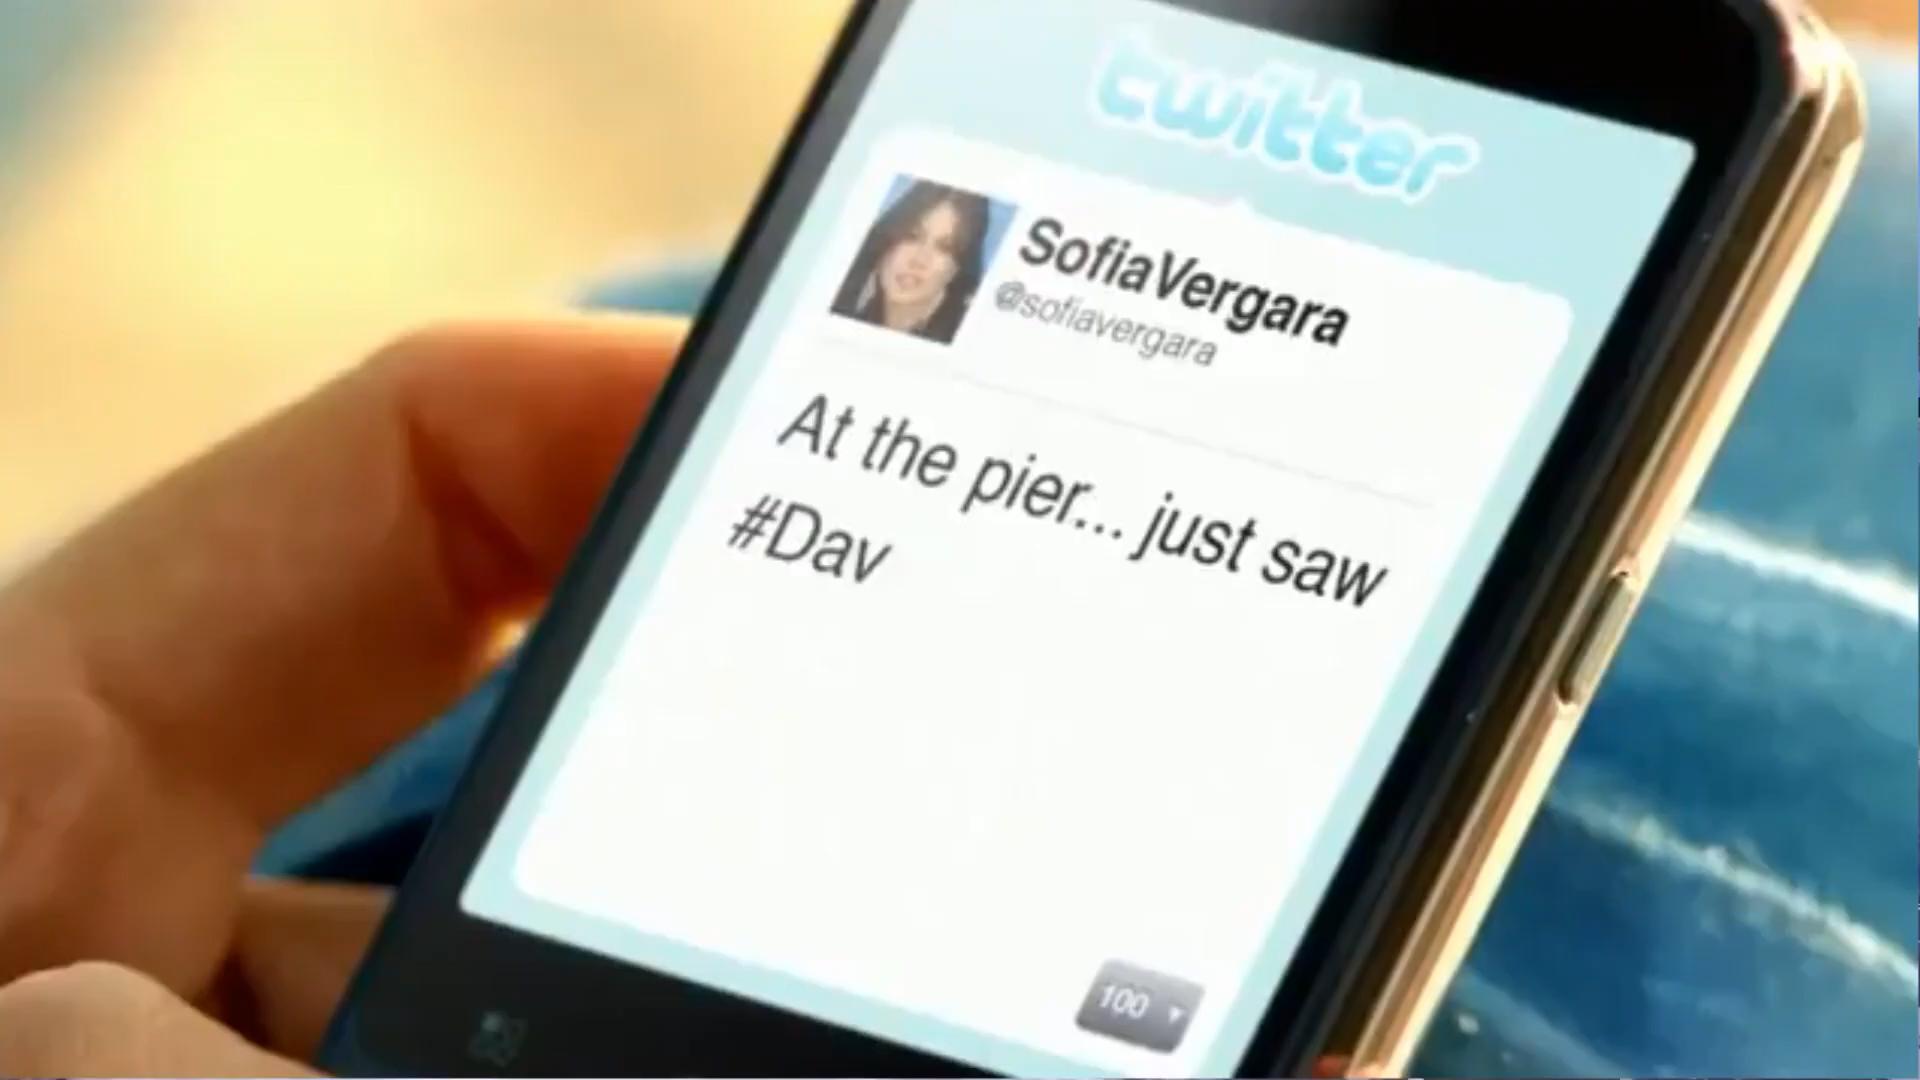 twitter
SofiaVergara
@sofiavergara
At the pier... just saw
#Dav
100